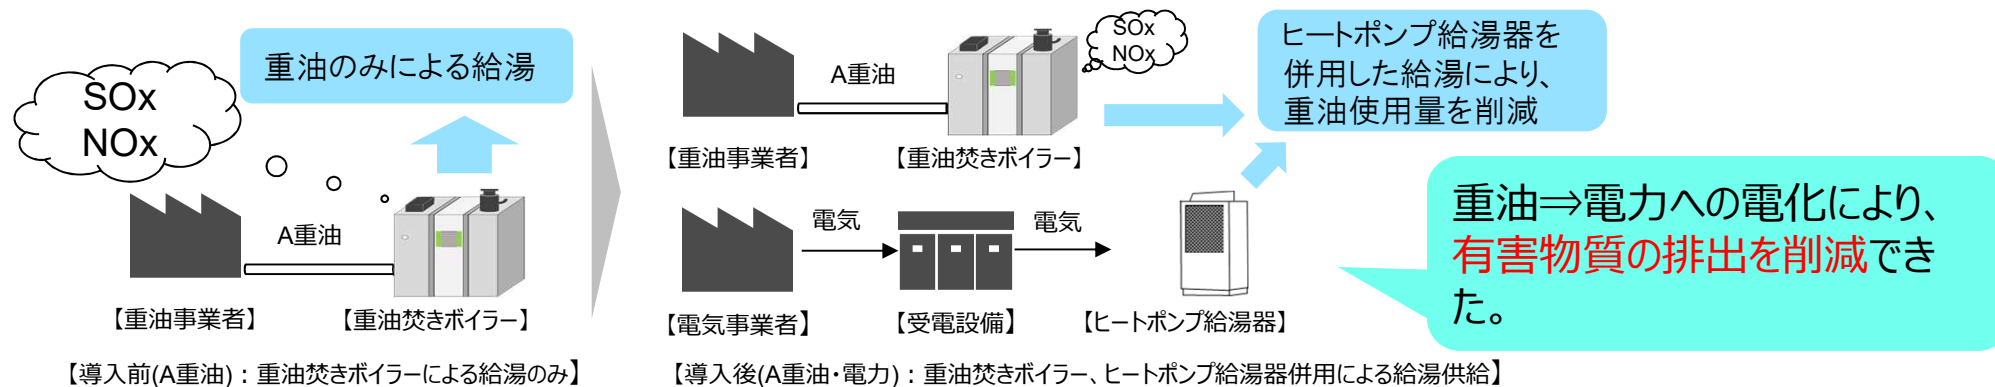 SOx
NOx
重油のみによる給湯
A重油
【重油事業者】
【重油焚きボイラー】
【導入前(A重油)：重油焚きボイラーによる給湯のみ】
A重油
SOx
NOx
【重油事業者】
【重油焚きボイラー】
ヒートポンプ給湯器を
併用した給湯により、
重油使用量を削減
電気
電気
【電気事業者】
【受電設備】
【ヒートポンプ給湯器】
重油⇒電力への電化により、
有害物質の排出を削減でき
た。
【導入後(A重油・電力)：重油焚きボイラー、ヒートポンプ給湯器併用による給湯供給】